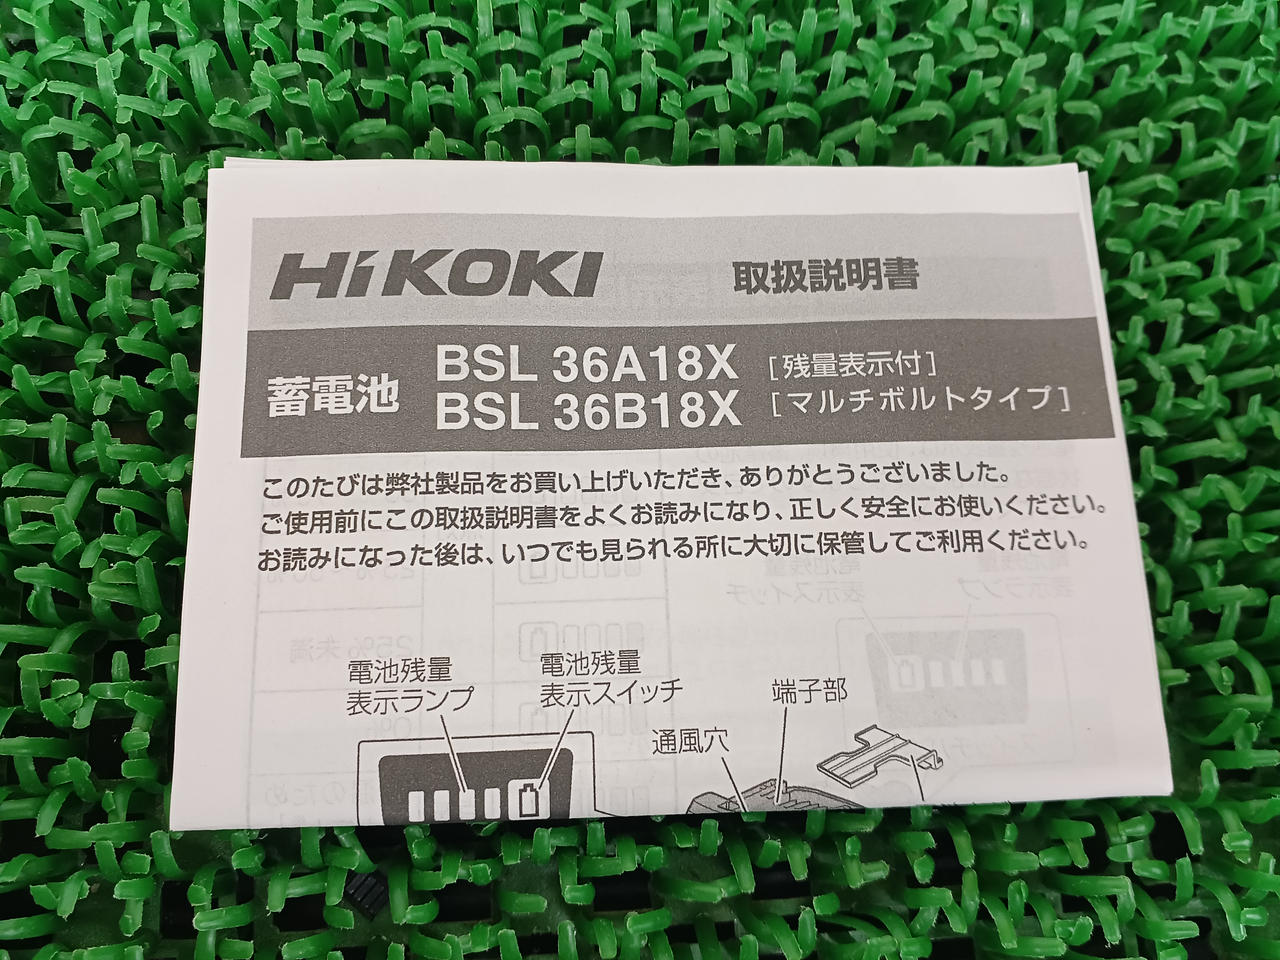 HiKOKI 取扱説明書
蓄電池
BSL 36A18X [残量表示付]
BSL 36B18X [マルチボルトタイプ]
このたびは弊社製品をお買い上げいただき、ありがとうございました。
ご使用前にこの取扱説明書をよくお読みになり、正しく安全にお使いください。
お読みになった後は、いつでも見られる所に大切に保管してご利用ください。
電池残量
表示ランプ
電池残量
表示スイッチ
端子部
通風穴